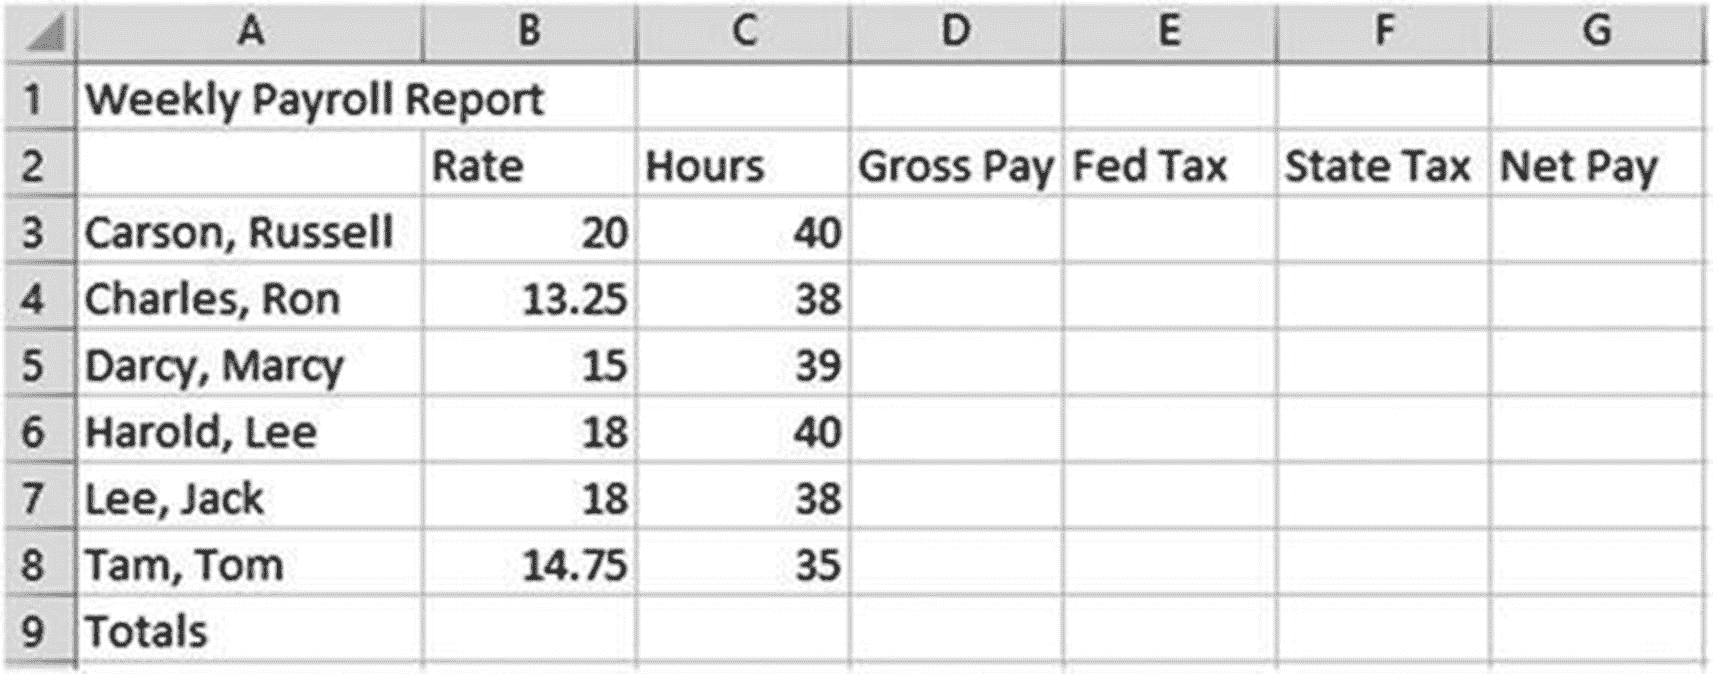 A B C D E F G
1 Weekly Payroll Report
2 Rate Hours Gross Pay Fed Tax State Tax Net Pay
3 Carson, Russell 20 40
4 Charles, Ron 13.25 38
5 Darcy, Marcy 15 39
6 Harold, Lee 18 40
7 Lee, Jack 18 38
8 Tam, Tom 14.75 35
9 Totals